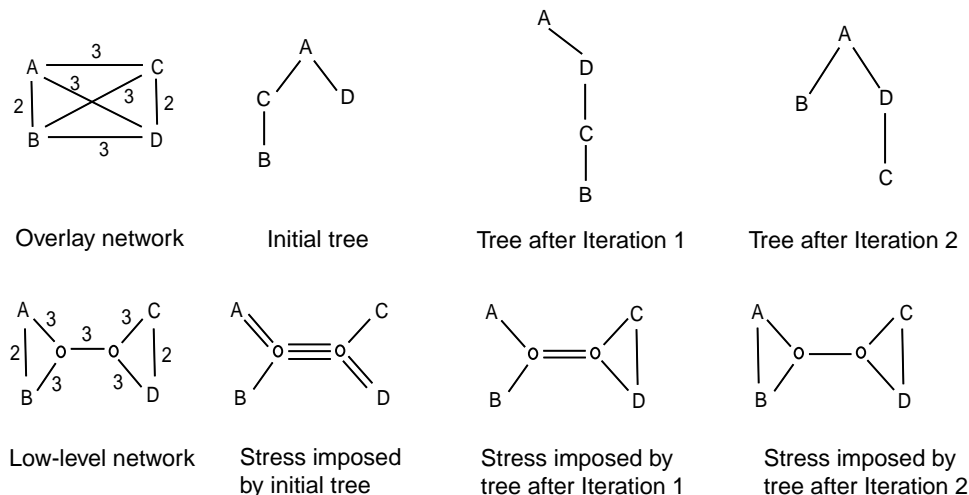 A 3 C
2 3 3 2
B 3 D
A
C D
B
A
D
C
B
A
B D
C
Overlay network
Initial tree
Tree after Iteration 1
Tree after Iteration 2
A 3 3 3 C
2 o o 2
B 3 3 D
A C
o o
B D
A C
o o
B D
A C
o o
B D
Low-level network
Stress imposed
by initial tree
Stress imposed by
tree after Iteration 1
Stress imposed by
tree after Iteration 2